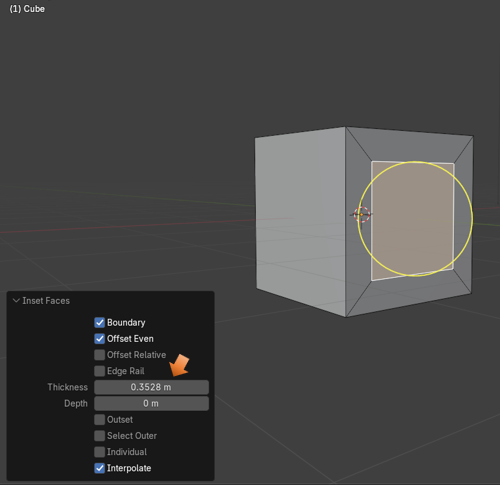 (1) Cube
Inset Faces
Boundary
Offset Even
Offset Relative
Edge Rail
Thickness 0.3528 m
Depth 0 m
Outset
Select Outer
Individual
Interpolate